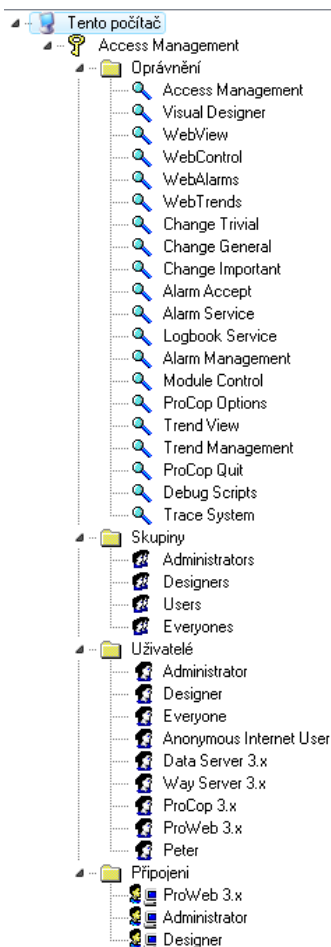 Tento počítač
Access Management
Oprávnění
Access Management
Visual Designer
WebView
WebControl
WebAlarms
WebTrends
Change Trivial
Change General
Change Important
Alarm Accept
Alarm Service
Logbook Service
Alarm Management
Module Control
ProCop Options
Trend View
Trend Management
ProCop Quit
Debug Scripts
Trace System
Skupiny
Administrators
Designers
Users
Everyones
Uživatelé
Administrator
Designer
Everyone
Anonymous Internet User
Data Server 3.x
Way Server 3.x
ProCop 3.x
ProWeb 3.x
Peter
Připojeni
ProWeb 3.x
Administrator
Designer